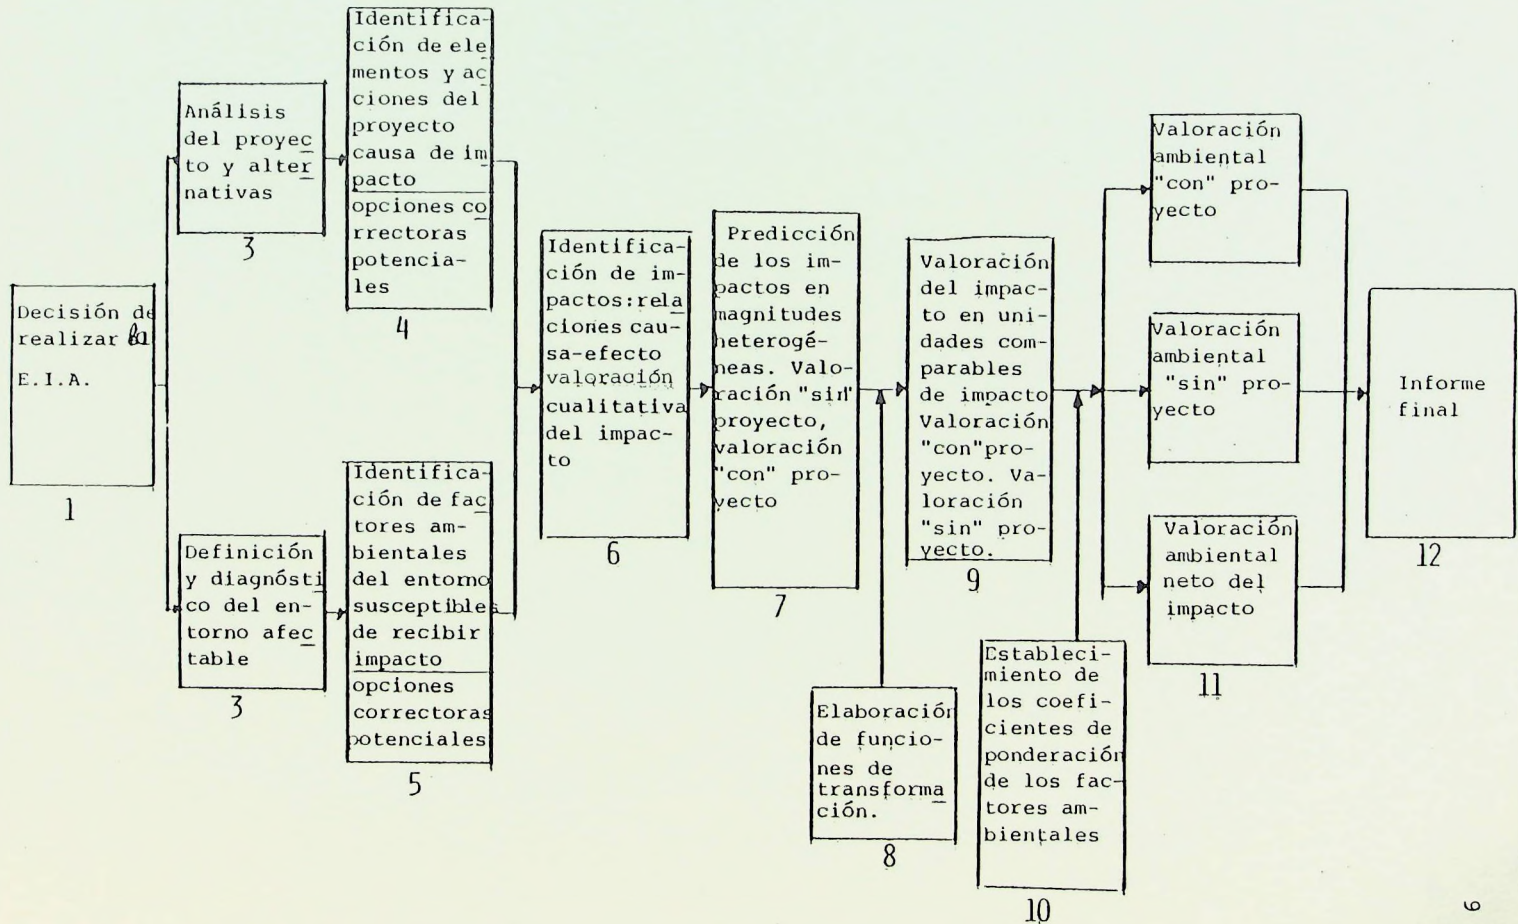 Decisión de
realizar la
E.I.A.
1
Análisis
del proyec
to y alter
nativas
3
Definición
y diagnósti
co del en-
torno afec
table
3
Identifica-
ción de ele
mentos y ac
ciones del
proyecto
causa de im
pacto
opciones co
rrectoras
potencia-
les
4
Identifica-
ción de fac
tores am-
bientales
del entorno
susceptibles
de recibir
impacto
opciones
correctoras
potenciales
5
Identifica-
ción de im-
pactos:rela
ciones cau-
sa-efecto
valoración
cualitativa
del impac-
to
6
Predicción
de los im-
pactos en
magnitudes
heterogé-
neas. Valo-
ración "sin"
proyecto,
valoración
"con" pro-
yecto
7
Elaboración
de funcio-
nes de
transforma
ción.
8
Valoración
del impac-
to en uni-
dades com-
parables
de impacto
Valoración
"con"pro-
yecto. Va-
loración
"sin" pro-
yecto.
9
Estableci-
miento de
los coefi-
cientes de
ponderación
de los fac-
tores am-
bientales
10
Valoración
ambiental
"con" pro-
yecto
Valoración
ambiental
"sin" pro-
yecto
Valoración
ambiental
neto del
impacto
11
Informe
final
12
9